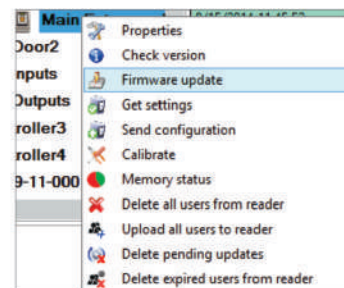 Main
Properties
Door2
Check version
nputs
Firmware update
Outputs
Get settings
roller3
Send configuration
roller4
Calibrate
9-11-000
Memory status
Delete all users from reader
Upload all users to reader
Delete pending updates
Delete expired users from reader